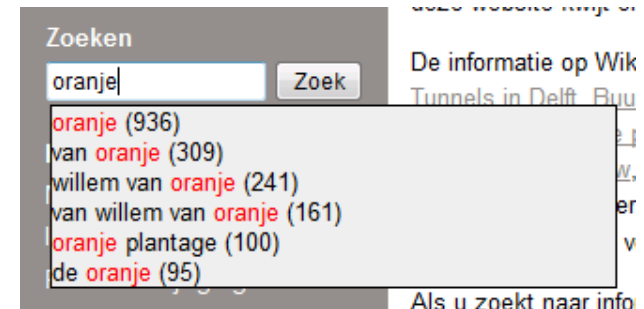 Zoeken
oranje
Zoek
oranje (936)
van oranje (309)
willem van oranje (241)
van willem van oranje (161)
oranje plantage (100)
de oranje (95)
De informatie op Wik
Tunnels in Delft, Buu
Als u zoekt naar info